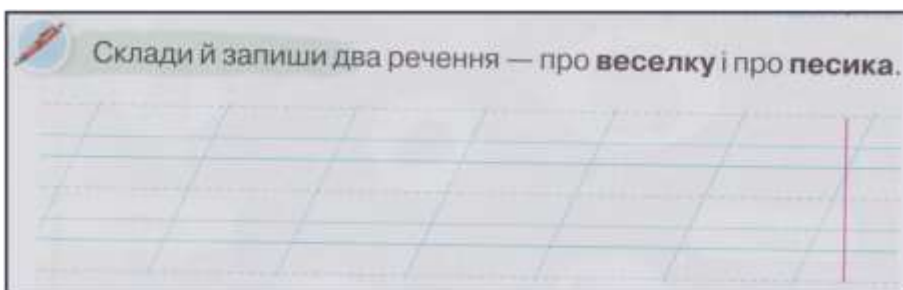 Склади й запиши два речення — про веселку і про песика.